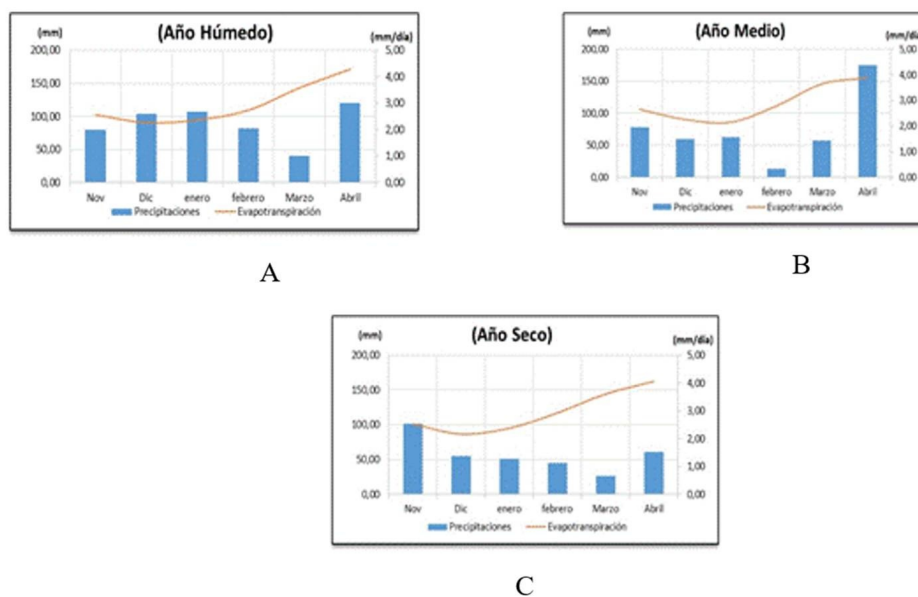 (Año Húmedo)
(mm)
(mm/día)
200,00
150,00
100,00
50,00
0,00
5,00
4,00
3,00
2,00
1,00
0,00
Nov Dic enero febrero Marzo Abril
Precipitaciones Evapotranspiración
A
(Año Medio)
(mm)
(mm/día)
200,00
150,00
100,00
50,00
0,00
5,00
4,00
3,00
2,00
1,00
0,00
Nov Dic enero febrero Marzo Abril
Precipitaciones Evapotranspiración
B
(Año Seco)
(mm)
(mm/día)
200,00
150,00
100,00
50,00
0,00
5,00
4,00
3,00
2,00
1,00
0,00
Nov Dic enero febrero Marzo Abril
Precipitaciones Evapotranspiración
C